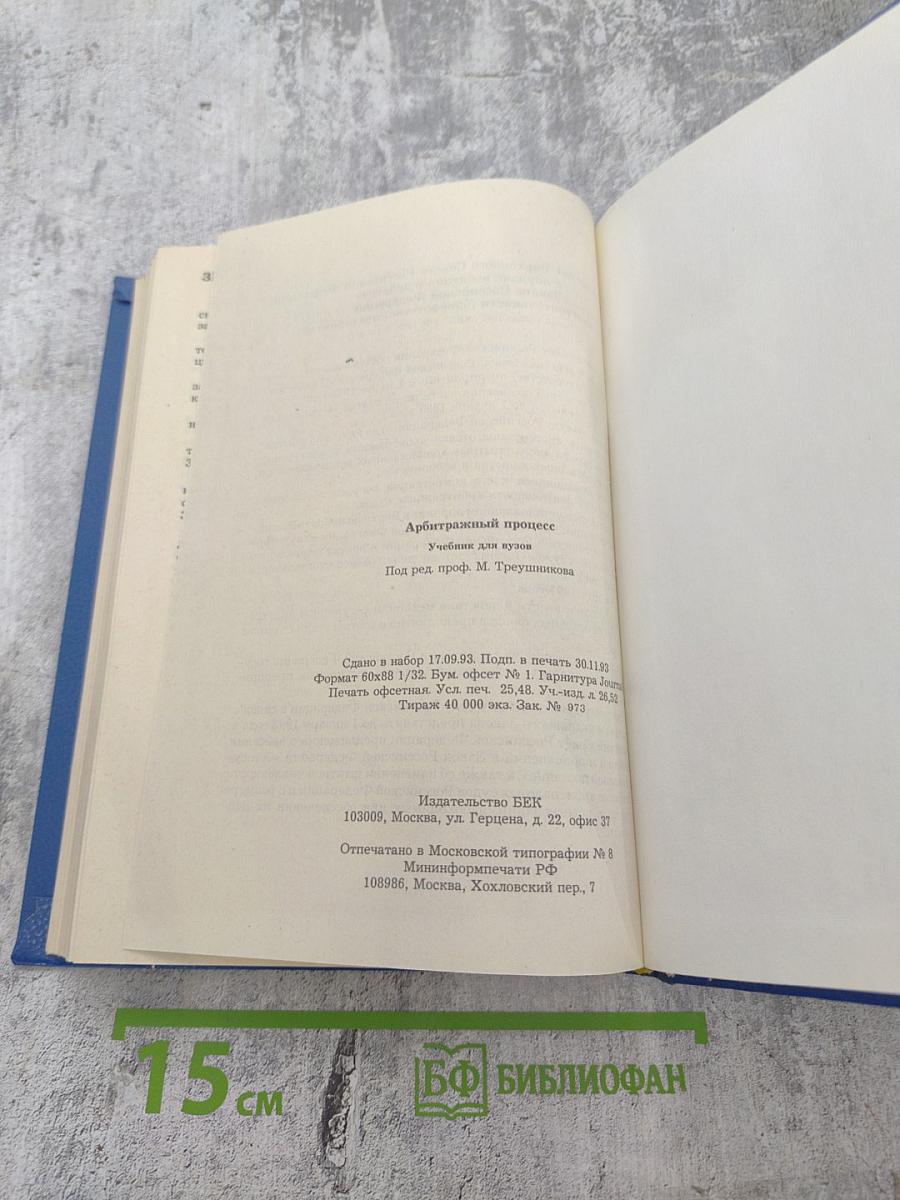 Арбитражный процесс
Учебник для вузов
Под ред. проф. М. Треушникова
Сдано в набор 17.09.93. Подп. в печать 30.11.93
Формат 60х88 1/32. Бум. офсет № 1. Гарнитура Journal
Печать офсетная. Усл. печ. 25,48. Уч.-изд. л. 26,52
Тираж 40 000 экз. Зак. № 973
Издательство БЕК
103009, Москва, ул. Герцена, д. 22, офис 37
Отпечатано в Московской типографии № 8
Мининформпечати РФ
108986, Москва, Хохловский пер., 7
15 см
БФ БИБЛИОФАН